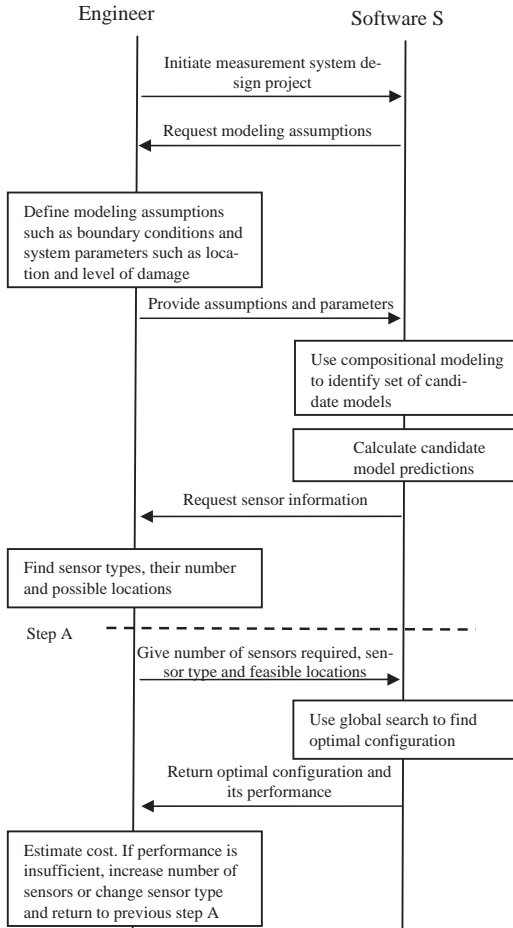 Engineer
Software S
Initiate measurement system de-
sign project
Request modeling assumptions
Define modeling assumptions
such as boundary conditions and
system parameters such as loca-
tion and level of damage
Provide assumptions and parameters
Use compositional modeling
to identify set of candi-
date models
Calculate candidate
model predictions
Request sensor information
Find sensor types, their number
and possible locations
Step A
Give number of sensors required, sen-
sor type and feasible locations
Use global search to find
optimal configuration
Return optimal configuration and
its performance
Estimate cost. If performance is
insufficient, increase number of
sensors or change sensor type
and return to previous step A